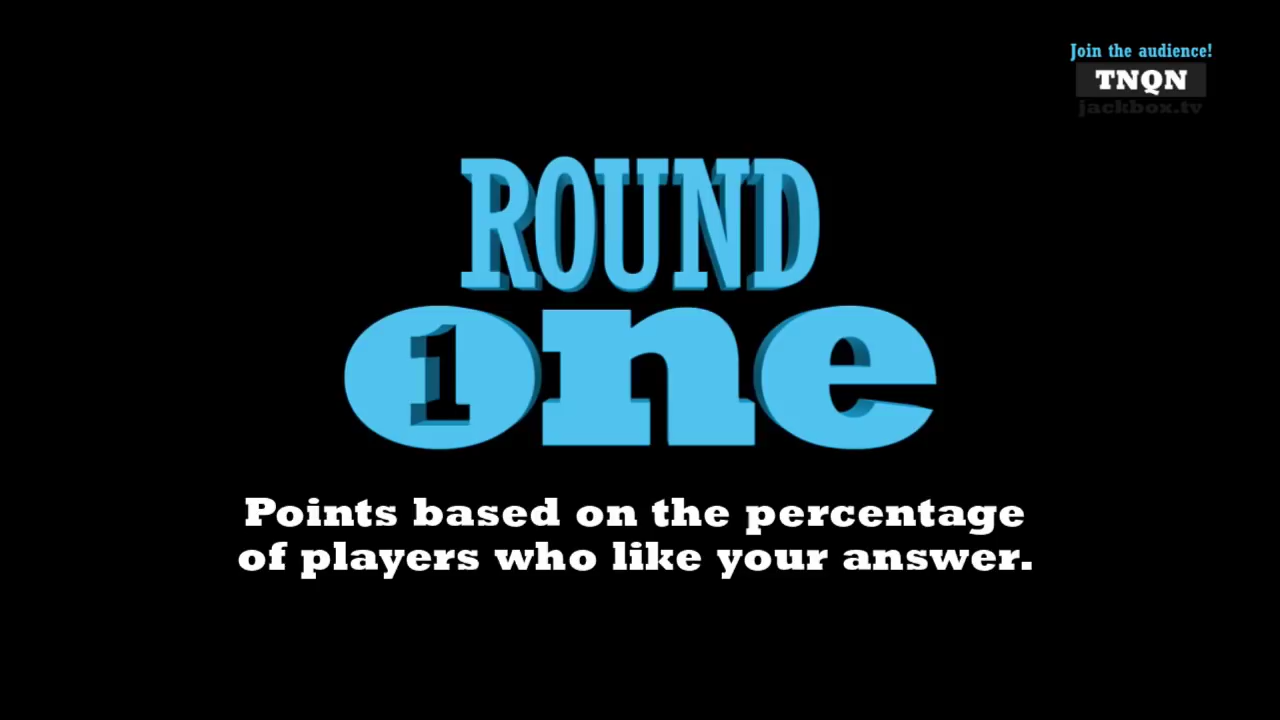 Join the audience!
TNQN
jackbox.tv
ROUND
One
1
Points based on the percentage
of players who like your answer.